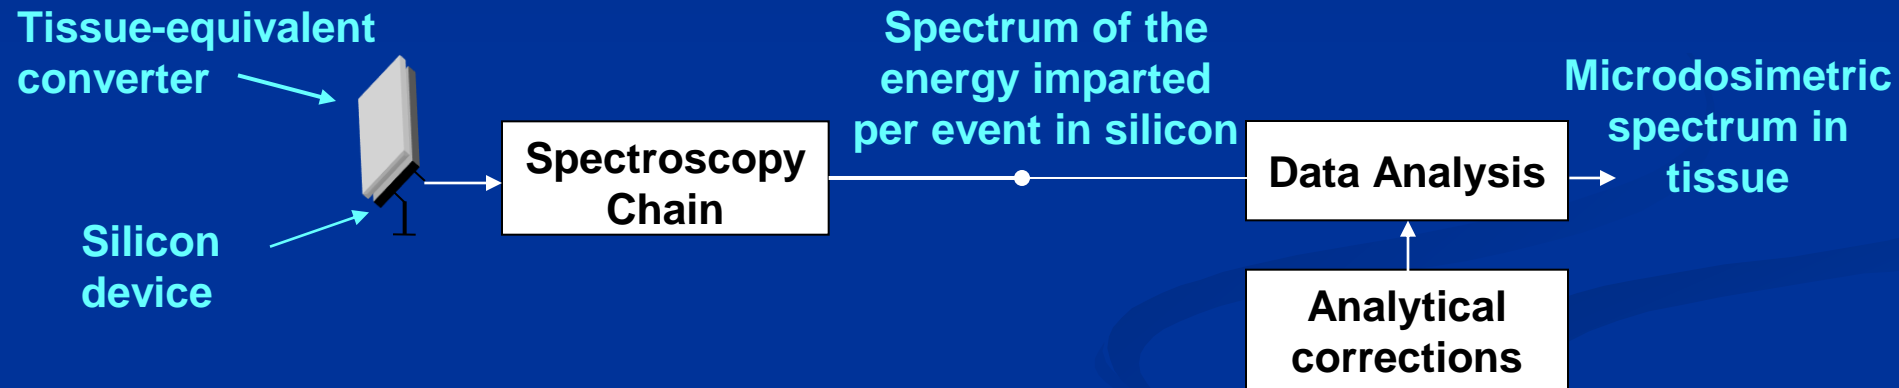 Tissue-equivalent
converter
Silicon
device
Spectroscopy
Chain
Spectrum of the
energy imparted
per event in silicon
Data Analysis
Microdosimetric
spectrum in
tissue
Analytical
corrections